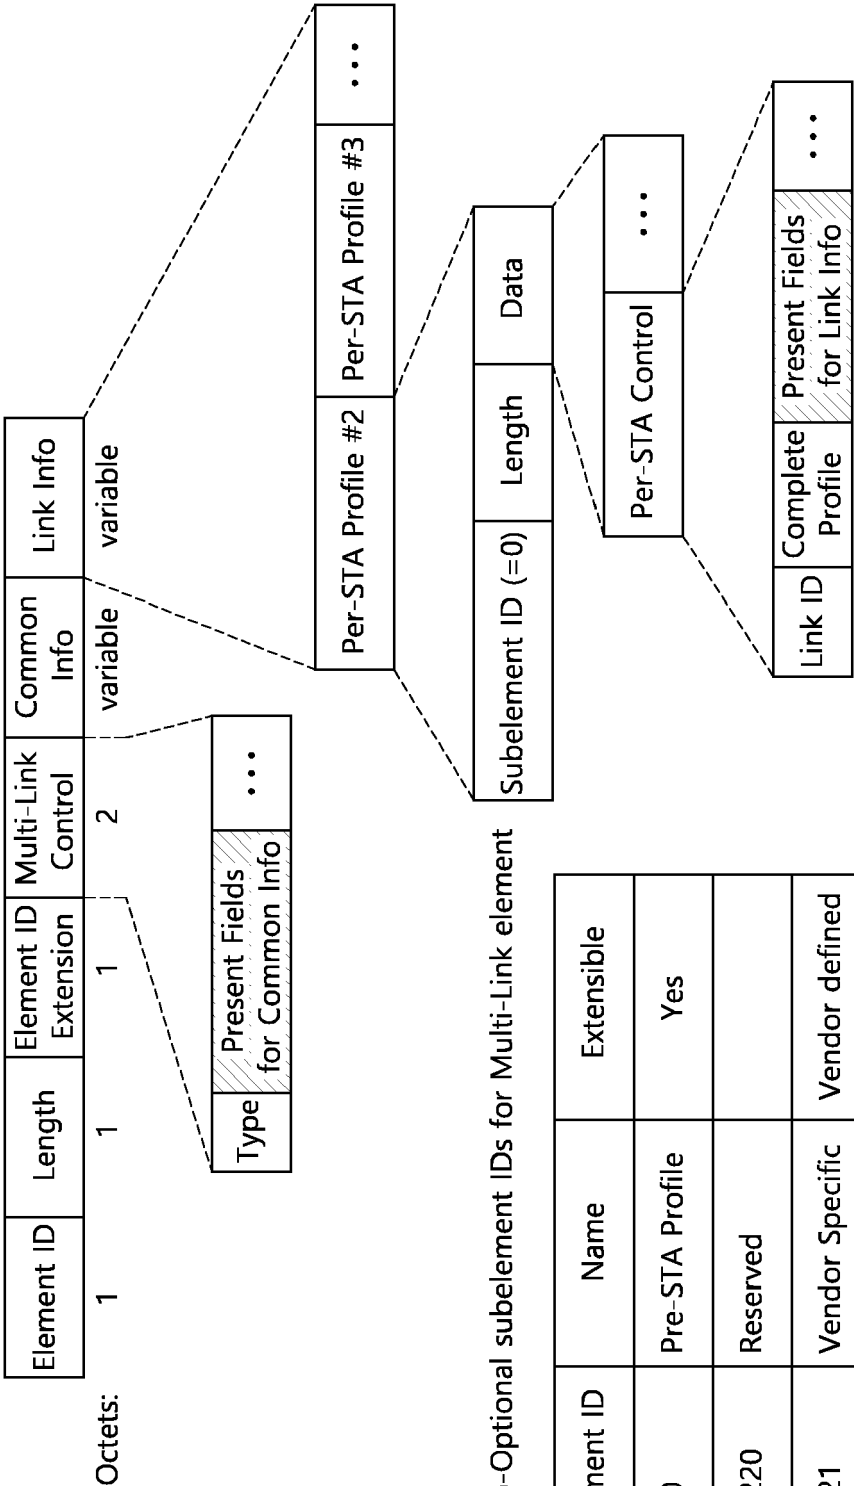 Element ID
Length
Element ID
Extension
Multi-Link
Control
Common
Info
Link Info
Octets:
1
1
1
2
variable
variable
Type
Present Fields
for Common Info
...
Per-STA Profile #2
Per-STA Profile #3
...
Subelement ID (=0)
Length
Data
Per-STA Control
...
Link ID
Complete
Profile
Present Fields
for Link Info
...
-Optional subelement IDs for Multi-Link element
ment ID
Name
Extensible
Pre-STA Profile
Yes
220
Reserved
21
Vendor Specific
Vendor defined